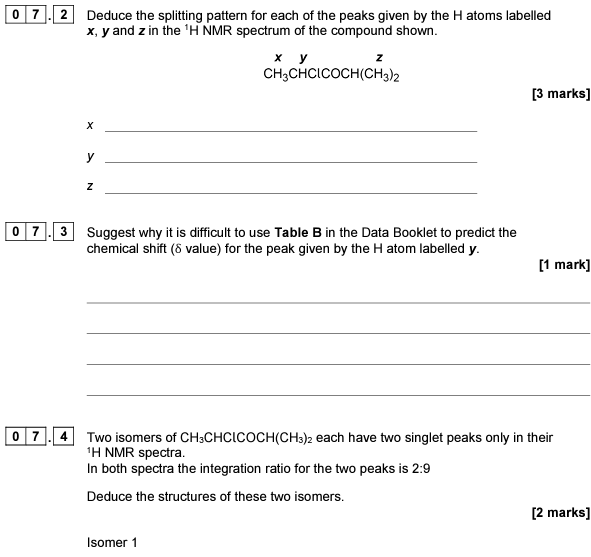 0 7 . 2 Deduce the splitting pattern for each of the peaks given by the H atoms labelled
x, y and z in the ¹H NMR spectrum of the compound shown.
x y z
CH₃CHClCOCH(CH₃)₂
[3 marks]
x
y
z
0 7 . 3 Suggest why it is difficult to use Table B in the Data Booklet to predict the
chemical shift (δ value) for the peak given by the H atom labelled y.
[1 mark]
0 7 . 4 Two isomers of CH₃CHClCOCH(CH₃)₂ each have two singlet peaks only in their
¹H NMR spectra.
In both spectra the integration ratio for the two peaks is 2:9
Deduce the structures of these two isomers.
[2 marks]
Isomer 1